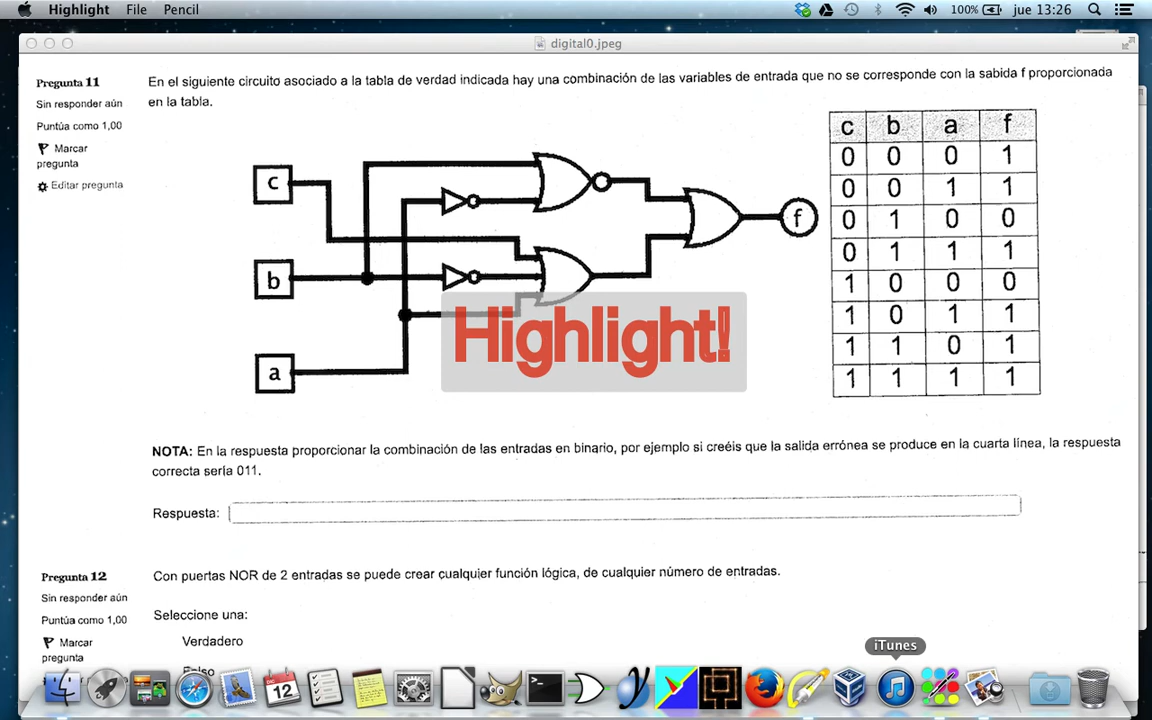 Highlight File Pencil 100% jue 13:26
digital0.jpeg
Pregunta 11
Sin responder aún
Puntúa como 1,00
Marcar
pregunta
Editar pregunta
En el siguiente circuito asociado a la tabla de verdad indicada hay una combinación de las variables de entrada que no se corresponde con la sabida f proporcionada
en la tabla.
c
b
a
f
c b a f
0 0 0 1
0 0 1 1
0 1 0 0
0 1 1 1
1 0 0 0
1 0 1 1
1 1 0 1
1 1 1 1
Highlight!
NOTA: En la respuesta proporcionar la combinación de las entradas en binario, por ejemplo si creéis que la salida errónea se produce en la cuarta línea, la respuesta
correcta sería 011.
Respuesta:
Pregunta 12
Sin responder aún
Puntúa como 1,00
Marcar
pregunta
Con puertas NOR de 2 entradas se puede crear cualquier función lógica, de cualquier número de entradas.
Seleccione una:
Verdadero
iTunes
12